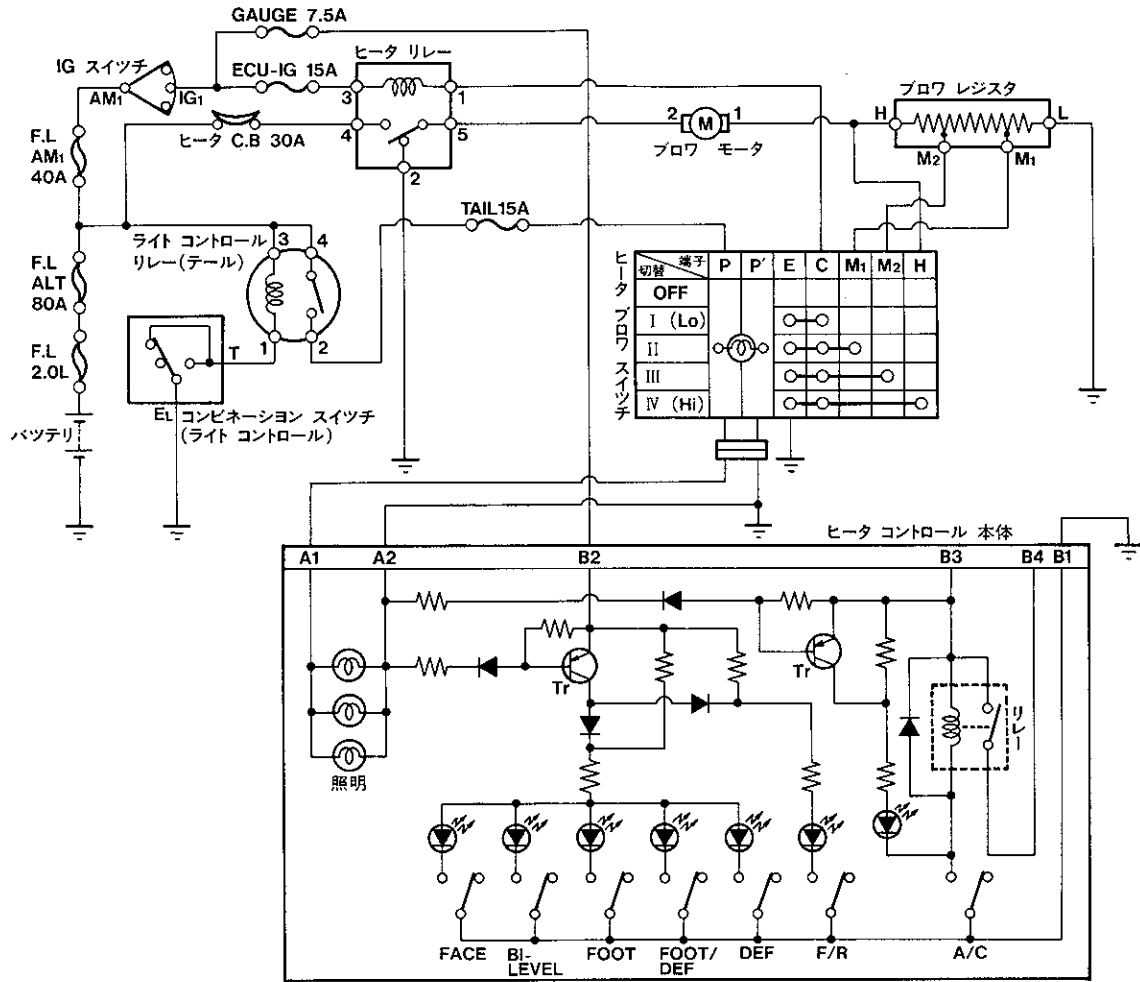 GAUGE 7.5A
ヒータ リレー
IG スイッチ
ECU-IG 15A
AM₁
IG₁
3
1
ブロワ レジスタ
H
L
M₂
M₁
4
5
2
ヒータ C.B 30A
2
M
1
ブロワ モータ
F.L
AM₁
40A
TAIL15A
ライト コントロール
リレー(テール)
3
4
1
2
F.L
ALT
80A
F.L
2.0L
T
EL
コンビネーション スイッチ
(ライト コントロール)
バッテリ
ヒータ ブロワ スイッチ
切替
端子
P
P′
E
C
M₁
M₂
H
OFF
I (Lo)
II
III
IV (Hi)
ヒータ コントロール 本体
A1
A2
B2
B3
B4
B1
Tr
Tr
リレー
照明
FACE
BI-
LEVEL
FOOT
FOOT/
DEF
DEF
F/R
A/C